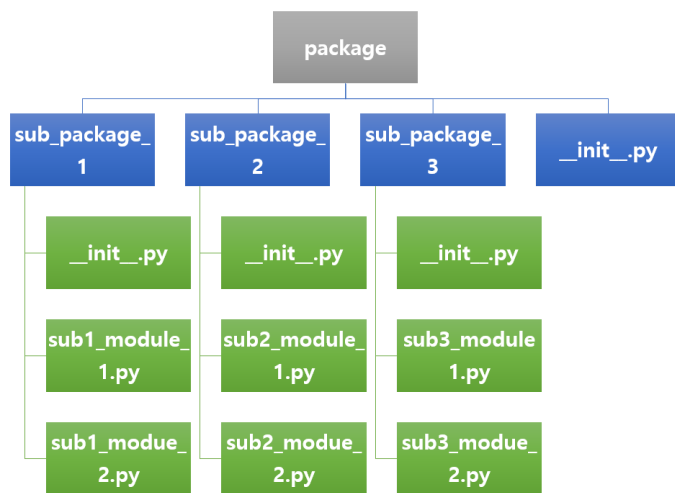 package
sub_package_
1
sub_package_
2
sub_package_
3
__init__.py
__init__.py
__init__.py
__init__.py
sub1_module_
1.py
sub2_module_
1.py
sub3_module
1.py
sub1_modue_
2.py
sub2_modue_
2.py
sub3_modue_
2.py